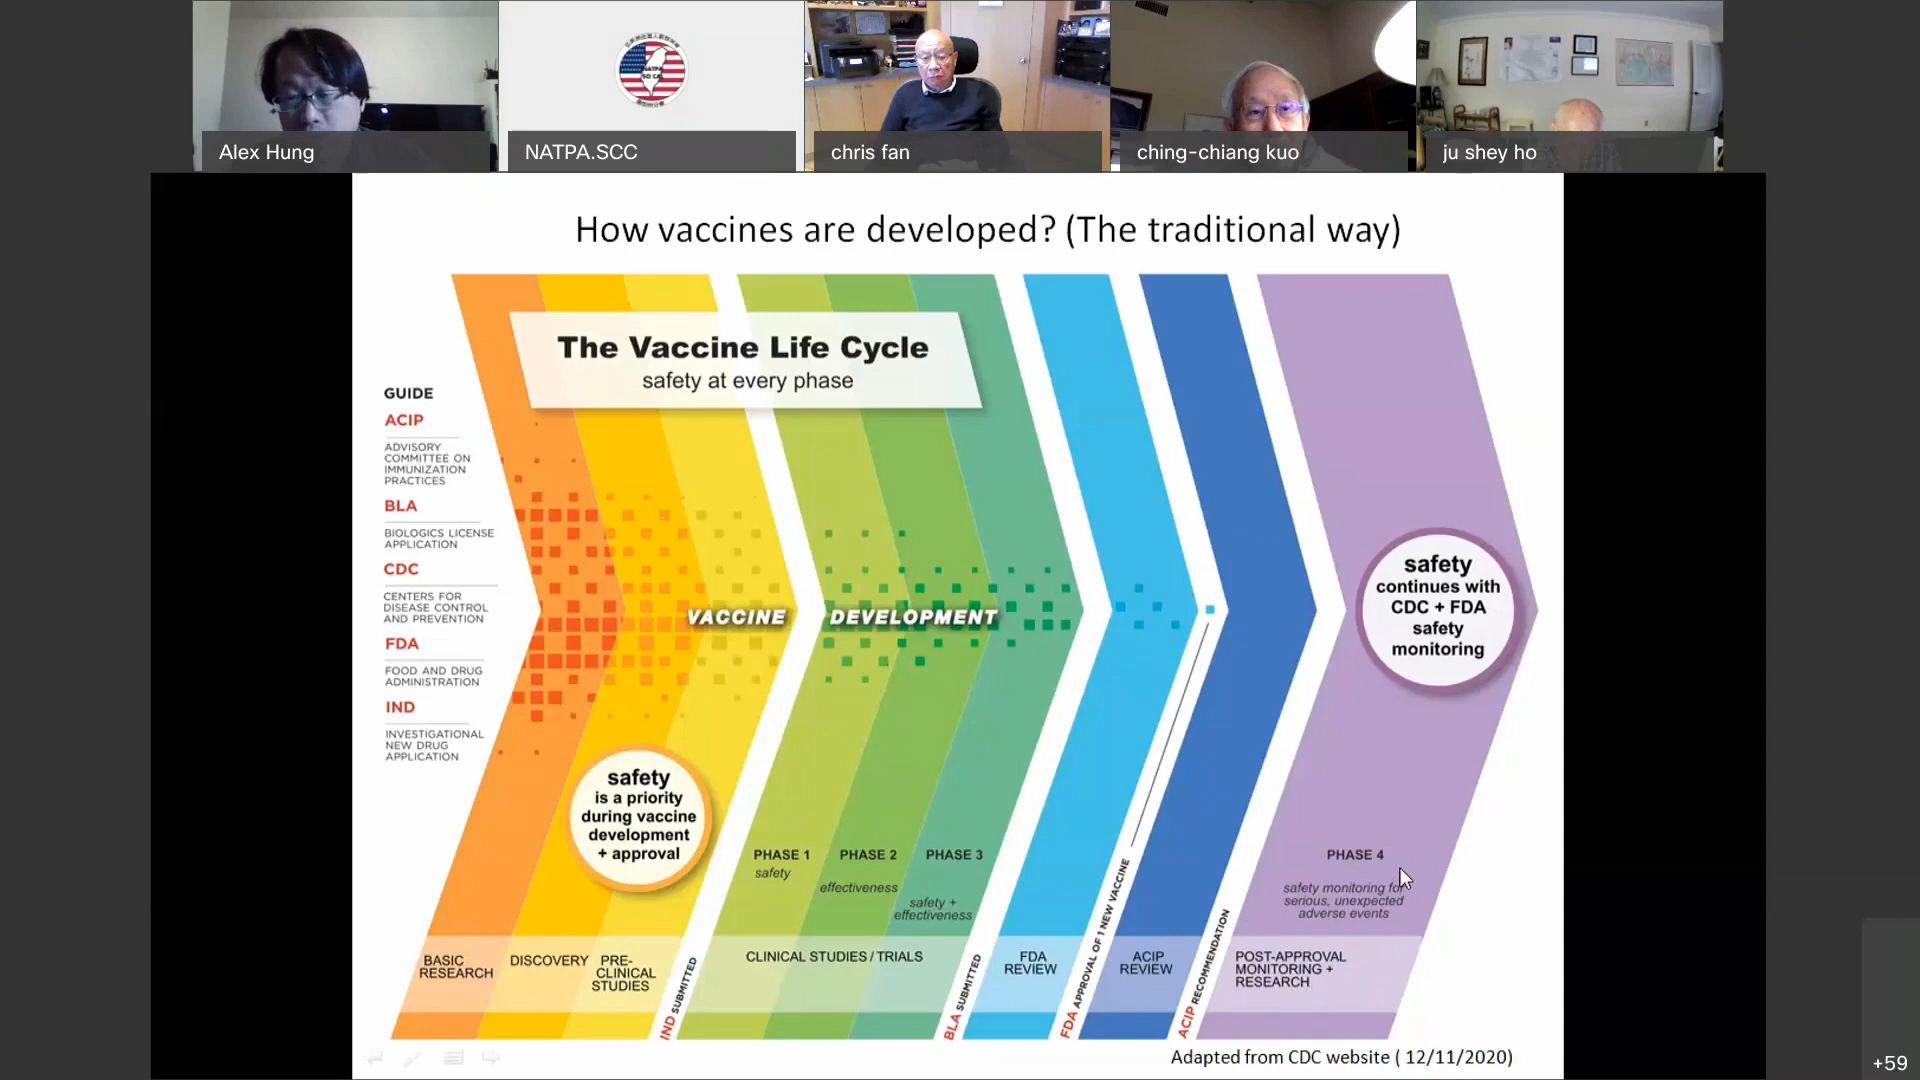 Alex Hung
NATPA.SCC
chris fan
ching-chiang kuo
ju shey ho
NATPA
SO CAL
How vaccines are developed? (The traditional way)
The Vaccine Life Cycle
safety at every phase
GUIDE
ACIP
ADVISORY
COMMITTEE ON
IMMUNIZATION
PRACTICES
BLA
BIOLOGICS LICENSE
APPLICATION
CDC
CENTERS FOR
DISEASE CONTROL
AND PREVENTION
FDA
FOOD AND DRUG
ADMINISTRATION
IND
INVESTIGATIONAL
NEW DRUG
APPLICATION
VACCINE DEVELOPMENT
safety
continues with
CDC + FDA
safety
monitoring
safety
is a priority
during vaccine
development
+ approval
PHASE 1
safety
PHASE 2
effectiveness
PHASE 3
safety +
effectiveness
PHASE 4
safety monitoring for
serious, unexpected
adverse events
BASIC
RESEARCH
DISCOVERY
PRE-
CLINICAL
STUDIES
IND SUBMITTED
CLINICAL STUDIES / TRIALS
BLA SUBMITTED
FDA
REVIEW
FDA APPROVAL OF 1 NEW VACCINE
ACIP
REVIEW
ACIP RECOMMENDATION
POST-APPROVAL
MONITORING +
RESEARCH
Adapted from CDC website ( 12/11/2020)
+59